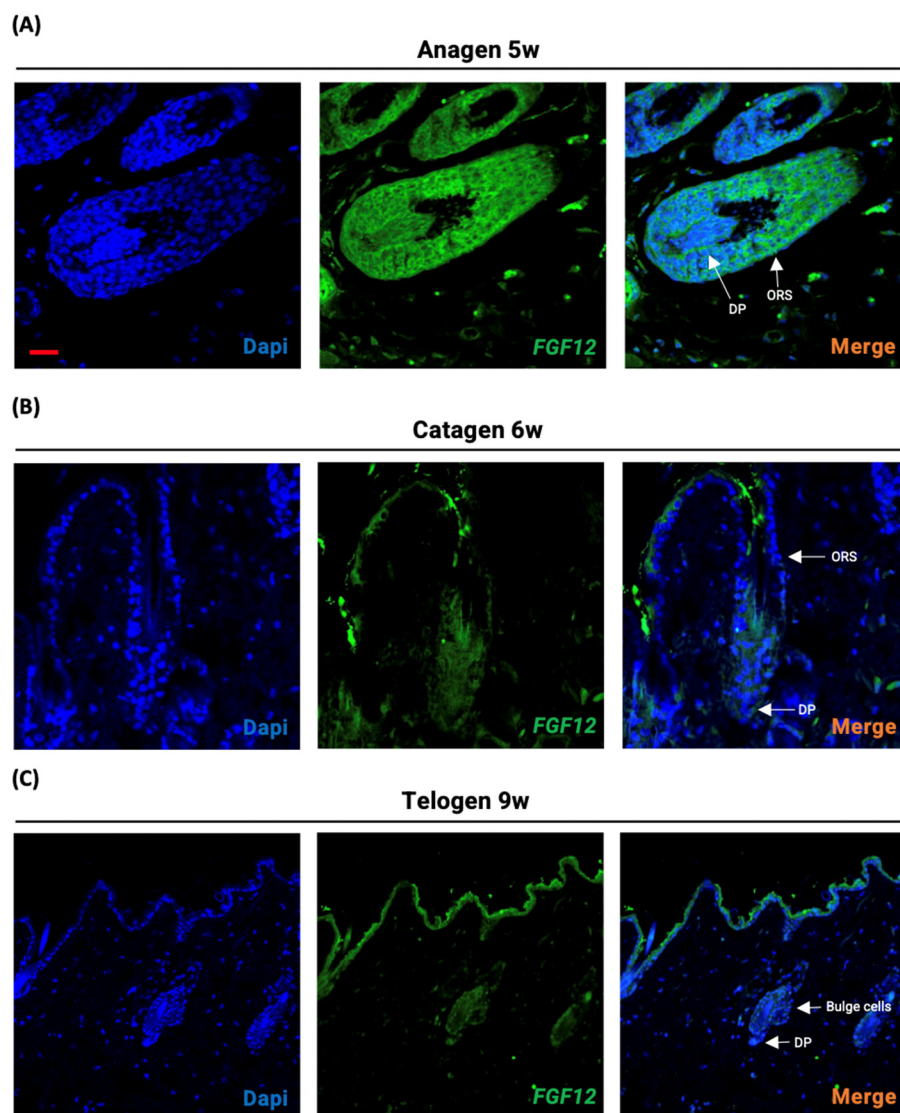 (A)
Anagen 5w
Dapi
FGF12
DP
ORS
Merge
(B)
Catagen 6w
Dapi
FGF12
ORS
DP
Merge
(C)
Telogen 9w
Dapi
FGF12
Bulge cells
DP
Merge